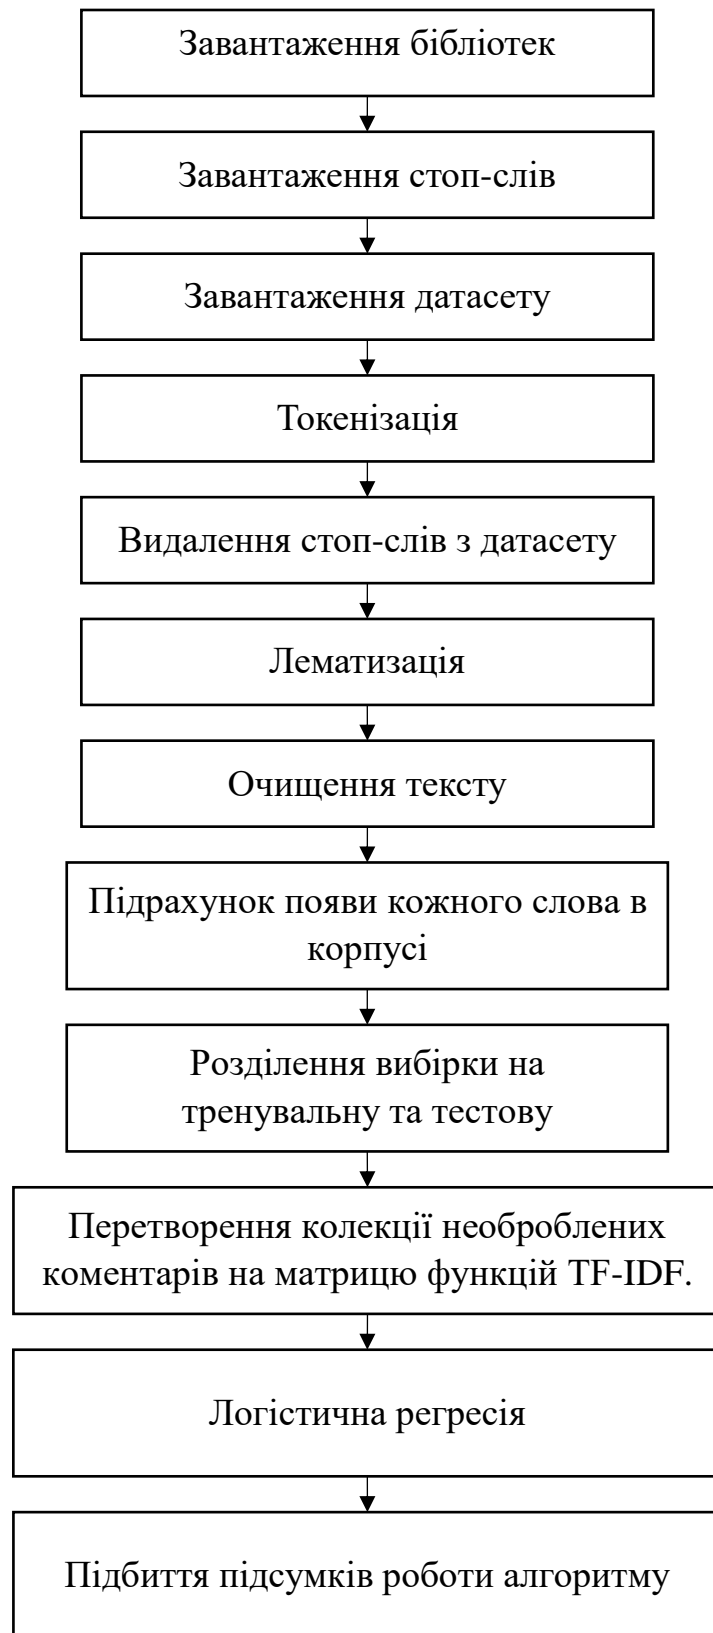 Завантаження бібліотек
Завантаження стоп-слів
Завантаження датасету
Токенізація
Видалення стоп-слів з датасету
Лематизація
Очищення тексту
Підрахунок появи кожного слова в
корпусі
Розділення вибірки на
тренувальну та тестову
Перетворення колекції необроблених
коментарів на матрицю функцій TF-IDF.
Логістична регресія
Підбиття підсумків роботи алгоритму